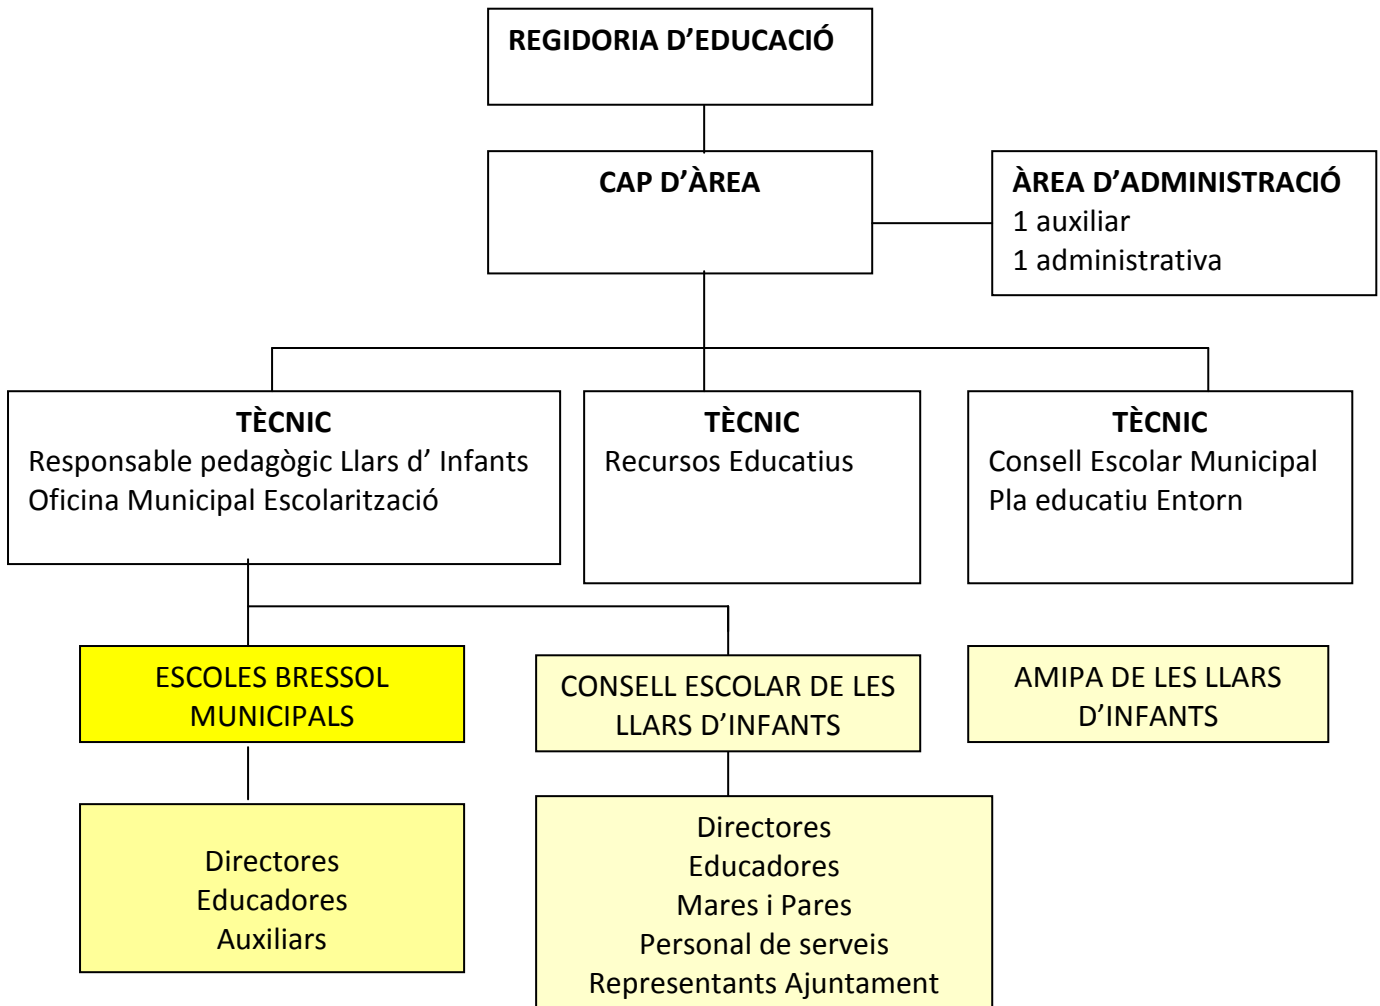 REGIDORIA D’EDUCACIÓ
CAP D’ÀREA
ÀREA D’ADMINISTRACIÓ
1 auxiliar
1 administrativa
TÈCNIC
Responsable pedagògic Llars d’ Infants
Oficina Municipal Escolarització
TÈCNIC
Recursos Educatius
TÈCNIC
Consell Escolar Municipal
Pla educatiu Entorn
ESCOLES BRESSOL
MUNICIPALS
CONSELL ESCOLAR DE LES
LLARS D’INFANTS
AMIPA DE LES LLARS
D’INFANTS
Directores
Educadores
Auxiliars
Directores
Educadores
Mares i Pares
Personal de serveis
Representants Ajuntament